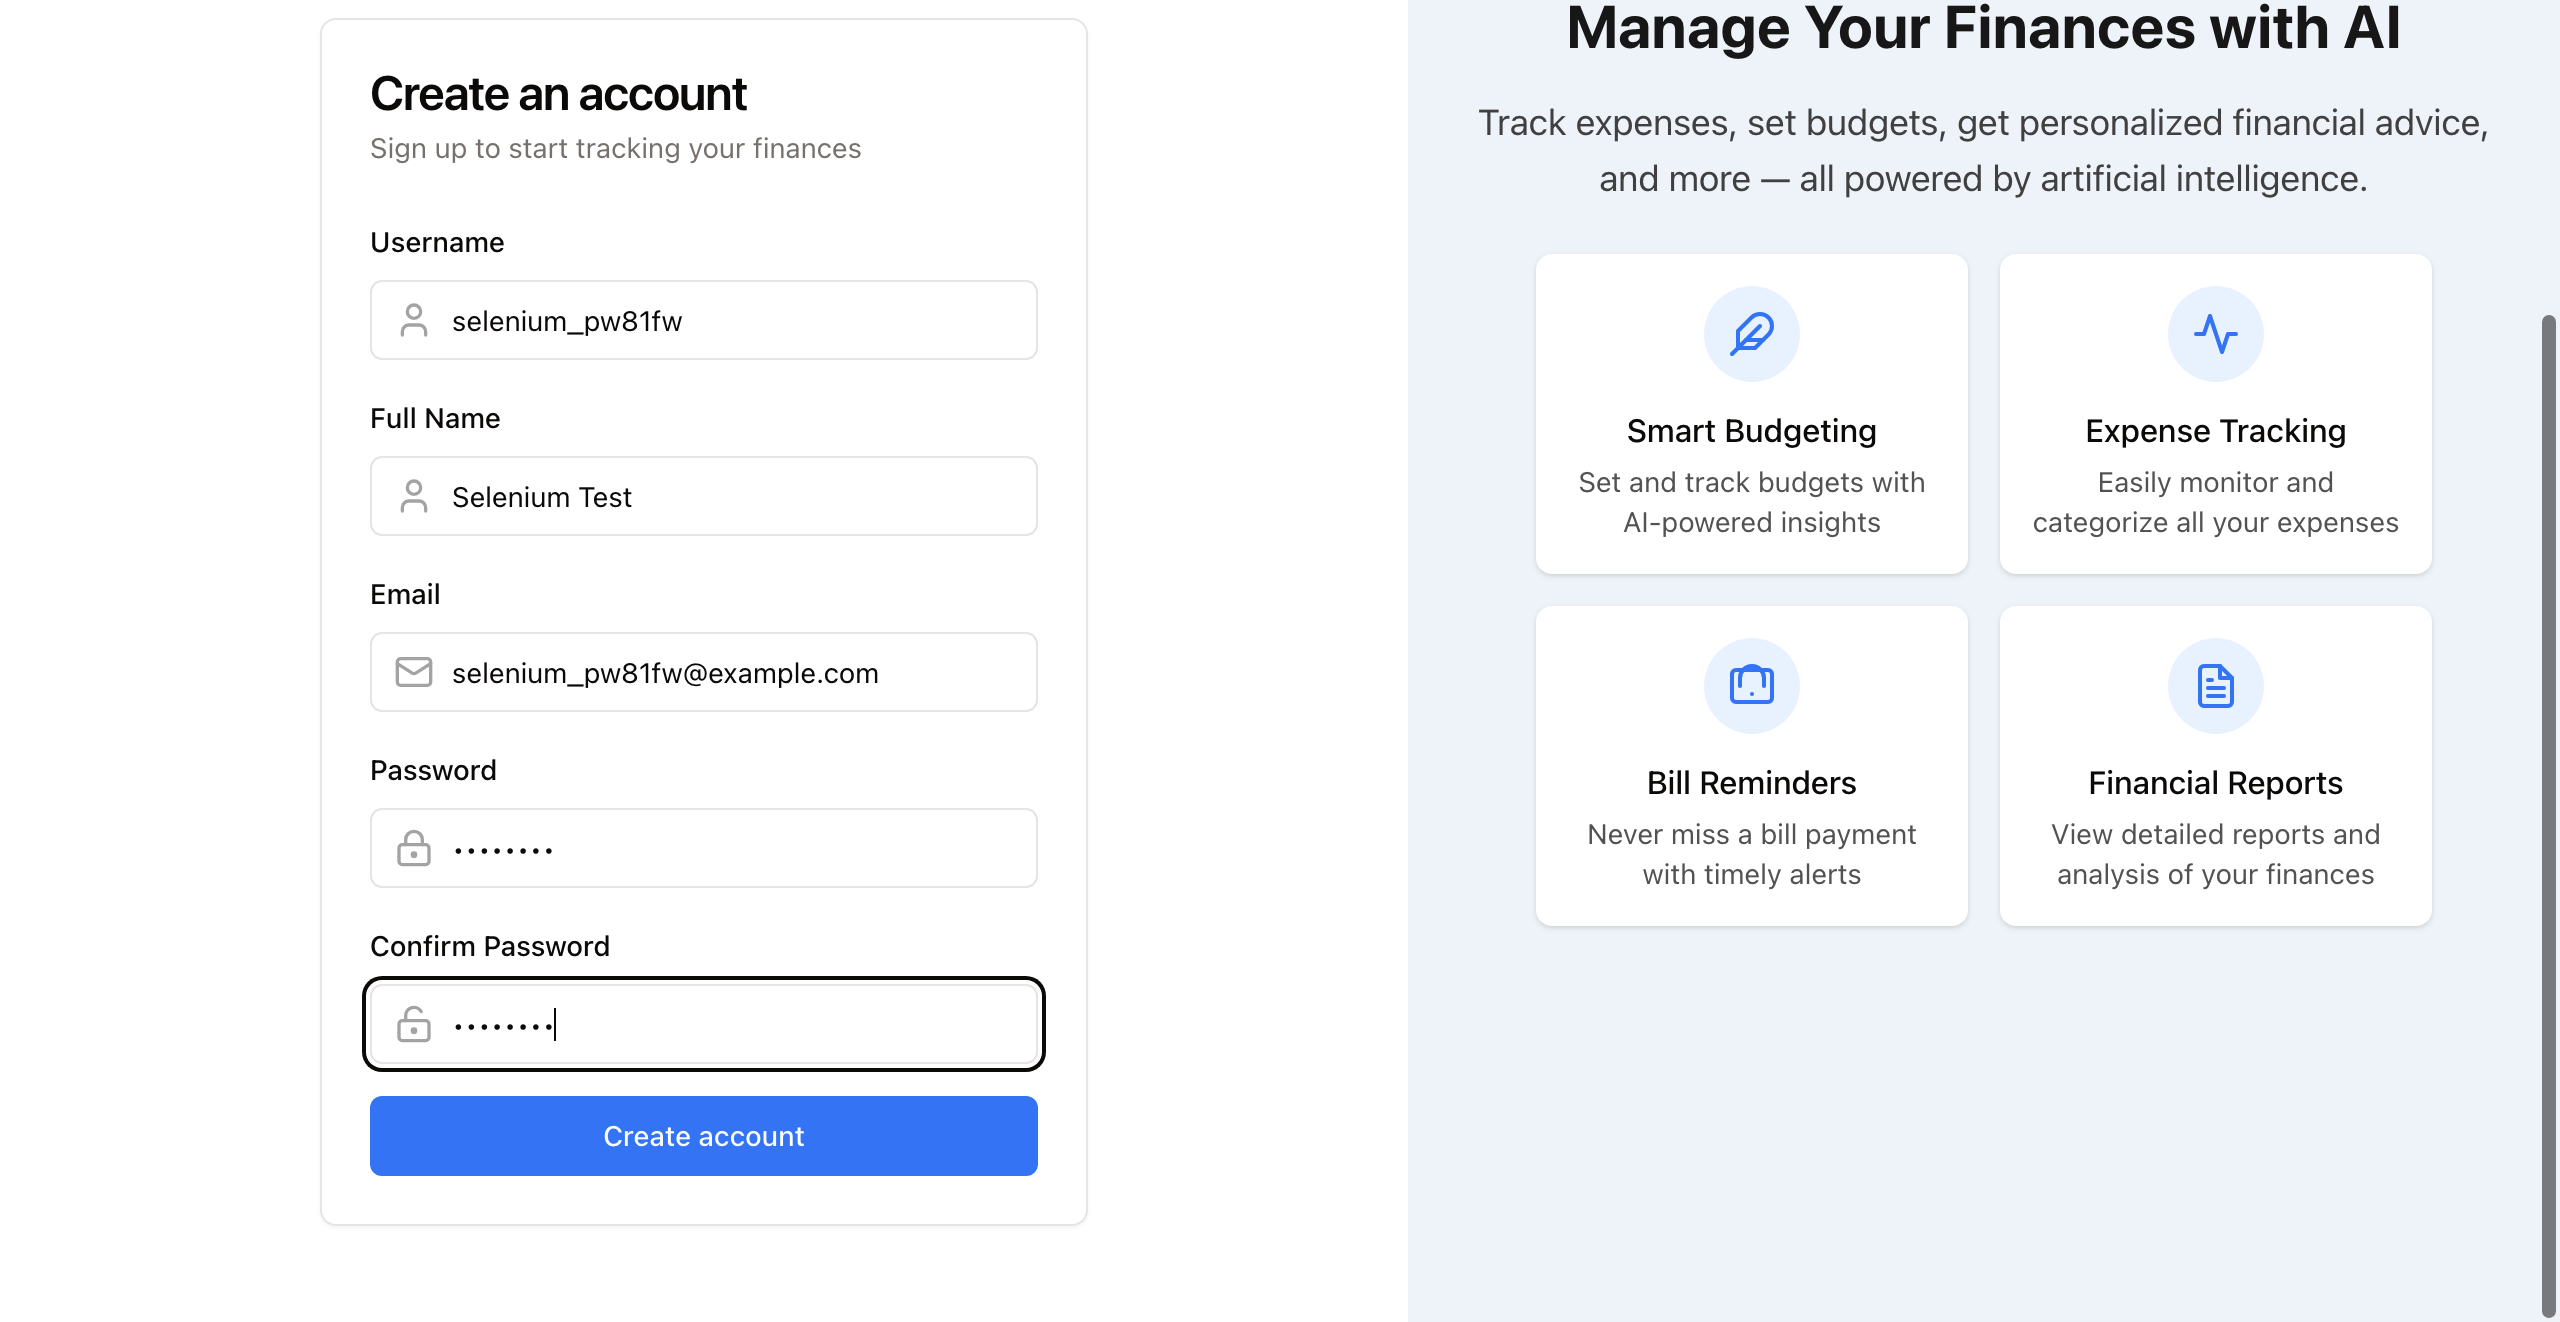 Create an account
Sign up to start tracking your finances
Username
selenium_pw81fw
Full Name
Selenium Test
Email
selenium_pw81fw@example.com
Password
••••••••
Confirm Password
••••••••
Create account
Manage Your Finances with AI
Track expenses, set budgets, get personalized financial advice,
and more — all powered by artificial intelligence.
Smart Budgeting
Set and track budgets with
AI-powered insights
Expense Tracking
Easily monitor and
categorize all your expenses
Bill Reminders
Never miss a bill payment
with timely alerts
Financial Reports
View detailed reports and
analysis of your finances